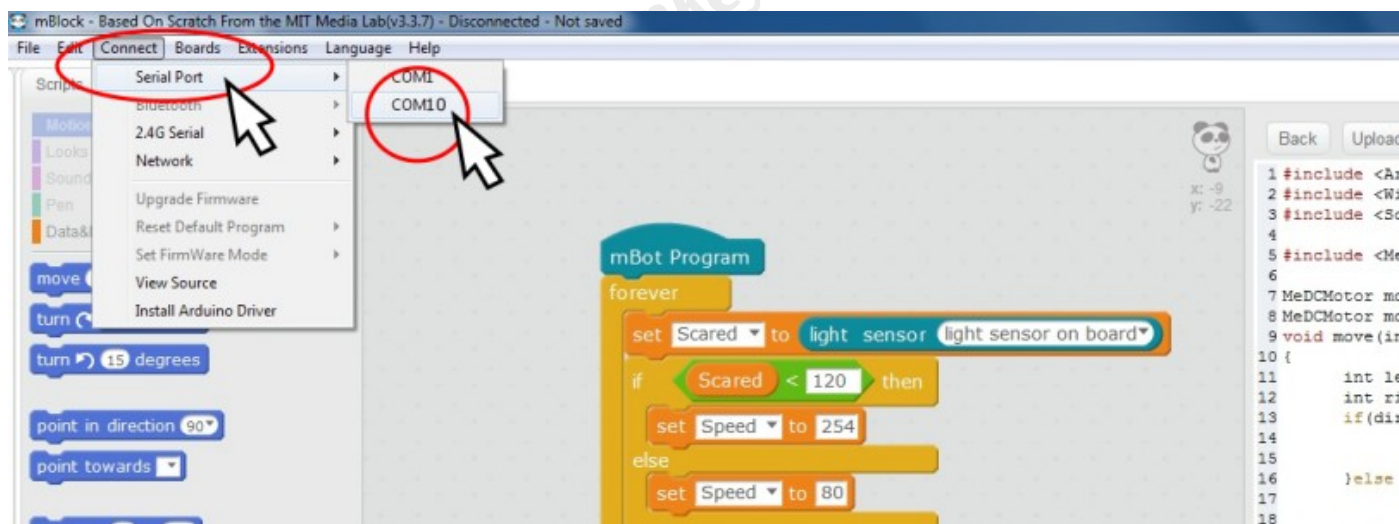 mBlock - Based On Scratch From the MIT Media Lab(v3.3.7) - Disconnected - Not saved
File Edit Connect Boards Extensions Language Help
Scripts
Serial Port
COM1
COM10
Bluetooth
2.4G Serial
Network
Upgrade Firmware
Reset Default Program
Set FirmWare Mode
View Source
Install Arduino Driver
Motion
Looks
Sound
Pen
Data&
move
turn
turn 15 degrees
point in direction 90
point towards
x: -9
y: -22
mBot Program
forever
set Scared to light sensor light sensor on board
if Scared < 120 then
set Speed to 254
else
set Speed to 80
Back Upload
1 #include <Ar
2 #include <Wi
3 #include <So
4
5 #include <Me
6
7 MeDCMotor mo
8 MeDCMotor mo
9 void move(in
10 {
11 int le
12 int ri
13 if(dir
14
15
16 }else
17
18